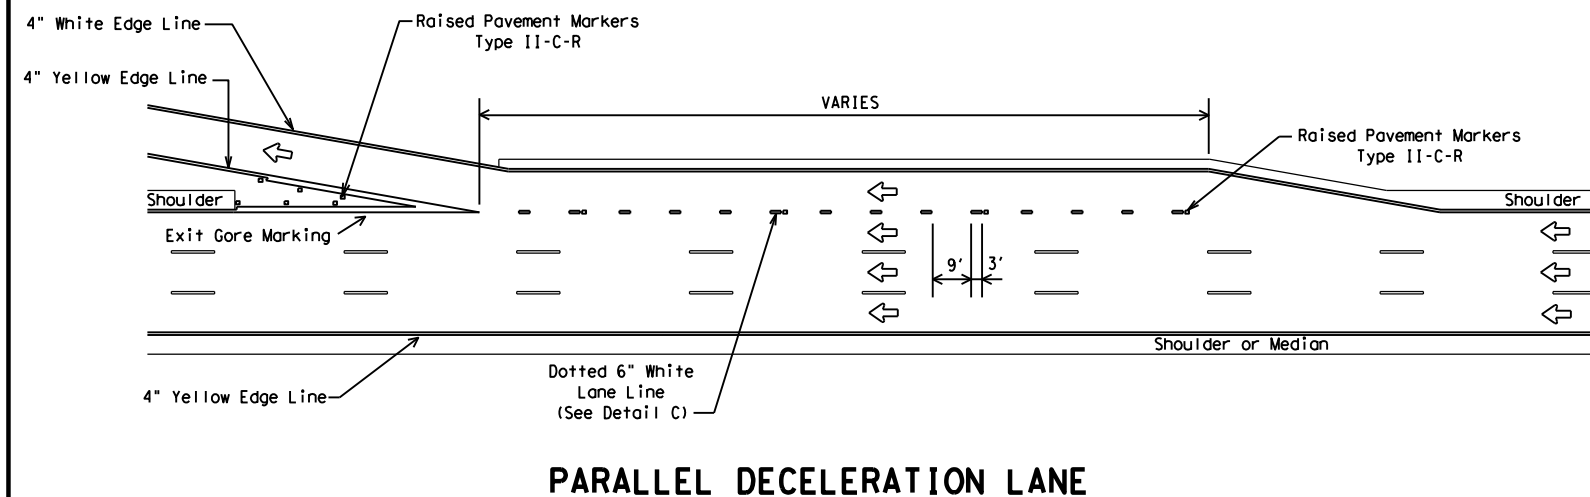 4" White Edge Line
Raised Pavement Markers
Type II-C-R
4" Yellow Edge Line
VARIES
Raised Pavement Markers
Type II-C-R
Shoulder
Shoulder
Exit Gore Marking
9'
3'
Shoulder or Median
Dotted 6" White
Lane Line
(See Detail C)
4" Yellow Edge Line
PARALLEL DECELERATION LANE